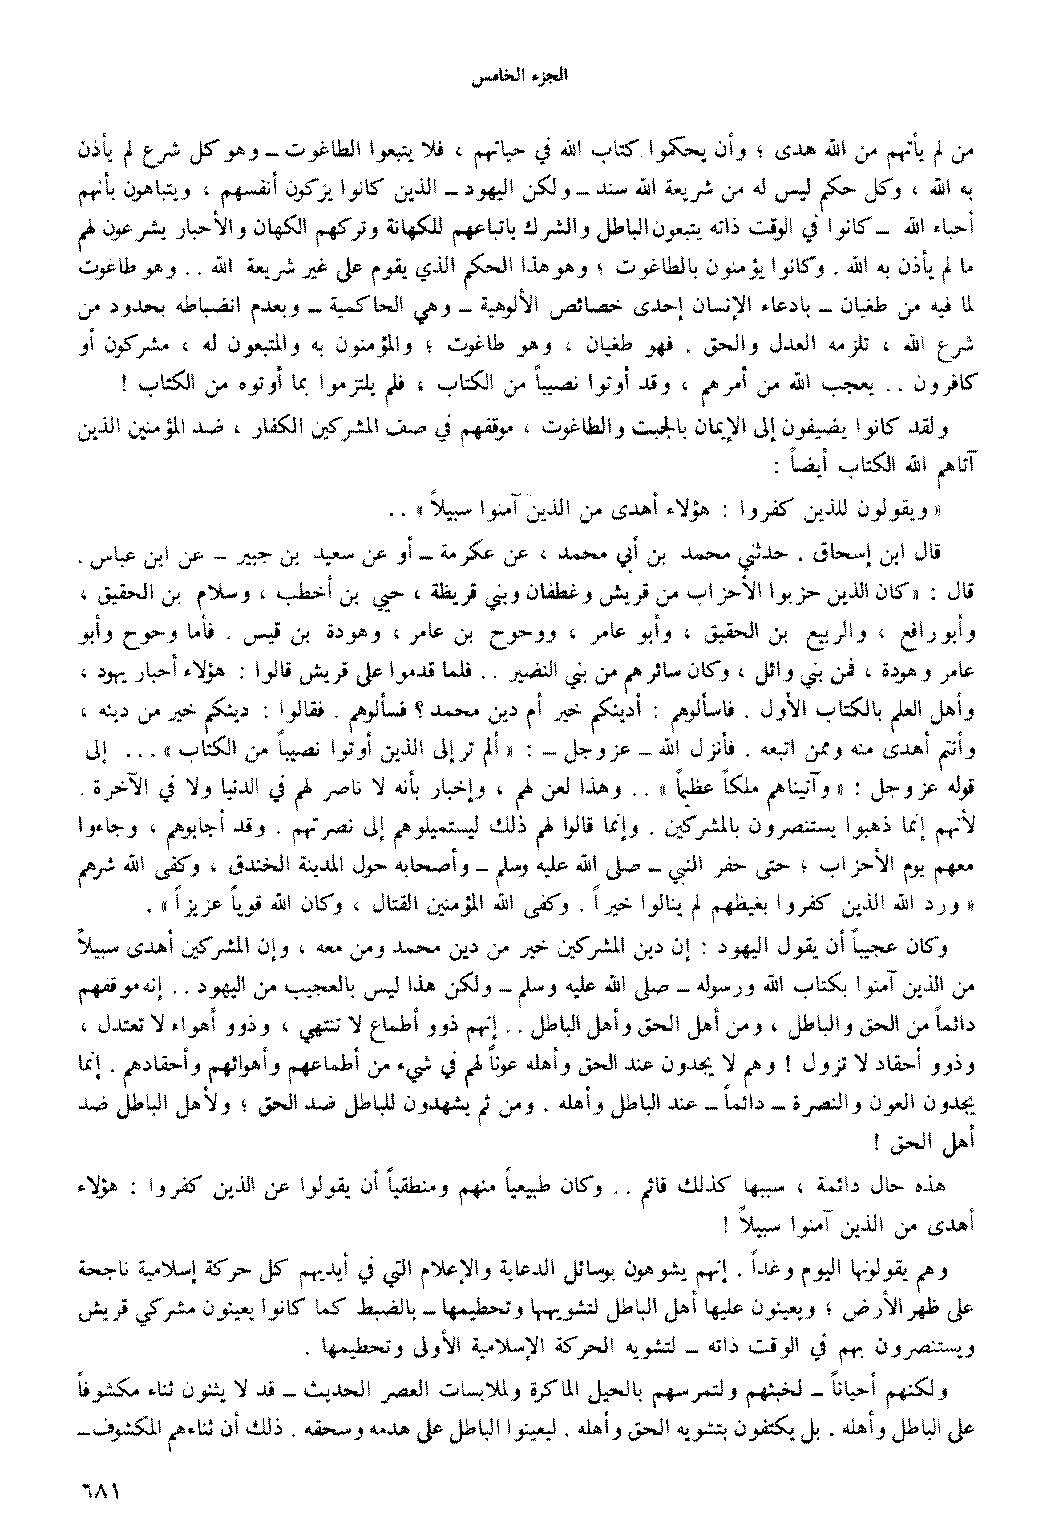 الجزء الخامس
من لم يأتهم من الله هدى ؛ وأن يحكموا كتاب الله في حياتهم ، فلا يتبعوا الطاغوت – وهو كل شرع لم يأذن
به الله ، وكل حكم ليس له من شريعة الله سند – ولكن اليهود – الذين كانوا يزكون أنفسهم ، ويتباهون بأنهم
أحباء الله – كانوا في الوقت ذاته يتبعون الباطل والشرك باتباعهم للكهانة وتركهم الكهان والأحبار يشرعون لهم
ما لم يأذن به الله . وكانوا يؤمنون بالطاغوت ؛ وهو هذا الحكم الذي يقوم على غير شريعة الله .. وهو طاغوت
لما فيه من طغيان – بادعاء الإنسان إحدى خصائص الألوهية – وهي الحاكمية – وبعدم انضباطه بحدود من
شرع الله ، تلزمه العدل والحق . فهو طغيان ، وهو طاغوت ؛ والمؤمنون به والمتبعون له ، مشركون أو
كافرون .. يعجب الله من أمرهم ، وقد أوتوا نصيباً من الكتاب ، فلم يلتزموا بما أوتوه من الكتاب !
ولقد كانوا يضيفون إلى الإيمان بالجبت والطاغوت ، موقفهم في صف المشركين الكفار ، ضد المؤمنين الذين
آتاهم الله الكتاب أيضاً :
« ويقولون للذين كفروا : هؤلاء أهدى من الذين آمنوا سبيلاً » ..
قال ابن إسحاق . حدثني محمد بن أبي محمد ، عن عكرمة – أو عن سعيد بن جبير – عن ابن عباس .
قال : « كان الذين حزبوا الأحزاب من قريش وغطفان وبني قريظة ، حيي بن أخطب ، وسلام بن الحقيق ،
وأبو رافع ، والربيع بن الحقيق ، وأبو عامر ، ووحوح بن عامر ، وهودة بن قيس . فأما وحوح وأبو
عامر وهودة ، فمن بني وائل ، وكان سائرهم من بني النضير .. فلما قدموا على قريش قالوا : هؤلاء أحبار يهود ،
وأهل العلم بالكتاب الأول . فاسألوهم : أدينكم خير أم دين محمد ؟ فسألوهم . فقالوا : دينكم خير من دينه ،
وأنتم أهدى منه وممن اتبعه . فأنزل الله – عز وجل – : « ألم تر إلى الذين أوتوا نصيباً من الكتاب » ... إلى
قوله عز وجل : « وآتيناهم ملكاً عظيماً » .. وهذا لعن لهم ، وإخبار بأنه لا ناصر لهم في الدنيا ولا في الآخرة .
لأنهم إنما ذهبوا يستنصرون بالمشركين . وإنما قالوا لهم ذلك ليستميلوهم إلى نصرتهم . وقد أجابوهم ، وجاءوا
معهم يوم الأحزاب ؛ حتى حفر النبي – صلى الله عليه وسلم – وأصحابه حول المدينة الخندق ، وكفى الله شرهم
« ورد الله الذين كفروا بغيظهم لم ينالوا خيراً . وكفى الله المؤمنين القتال ، وكان الله قوياً عزيزاً » .
وكان عجيباً أن يقول اليهود : إن دين المشركين خير من دين محمد ومن معه ، وإن المشركين أهدى سبيلاً
من الذين آمنوا بكتاب الله ورسوله – صلى الله عليه وسلم – ولكن هذا ليس بالعجيب من اليهود .. إنه موقفهم
دائماً من الحق والباطل ، ومن أهل الحق وأهل الباطل .. إنهم ذوو أطماع لا تنتهي ، وذوو أهواء لا تعتدل ،
وذوو أحقاد لا تزول ! وهم لا يجدون عند الحق وأهله عوناً لهم في شيء من أطماعهم وأهوائهم وأحقادهم . إنما
يجدون العون والنصرة – دائماً – عند الباطل وأهله . ومن ثم يشهدون للباطل ضد الحق ؛ ولأهل الباطل ضد
أهل الحق !
هذه حال دائمة ، سببها كذلك قائم .. وكان طبيعياً منهم ومنطقياً أن يقولوا عن الذين كفروا : هؤلاء
أهدى من الذين آمنوا سبيلاً !
وهم يقولونها اليوم وغداً . إنهم يشوهون بوسائل الدعاية والإعلام التي في أيديهم كل حركة إسلامية ناجحة
على ظهر الأرض ؛ ويعينون عليها أهل الباطل لتشويهها وتحطيمها – بالضبط كما كانوا يعينون مشركي قريش
ويستنصرون بهم في الوقت ذاته – لتشويه الحركة الإسلامية الأولى وتحطيمها .
ولكنهم أحياناً – لخبثهم ولتمرسهم بالحيل الماكرة ولملابسات العصر الحديث – قد لا يثنون ثناء مكشوفاً
على الباطل وأهله . بل يكتفون بتشويه الحق وأهله . ليعينوا الباطل على هدمه وسحقه . ذلك أن ثناءهم المكشوف –
٦٨١